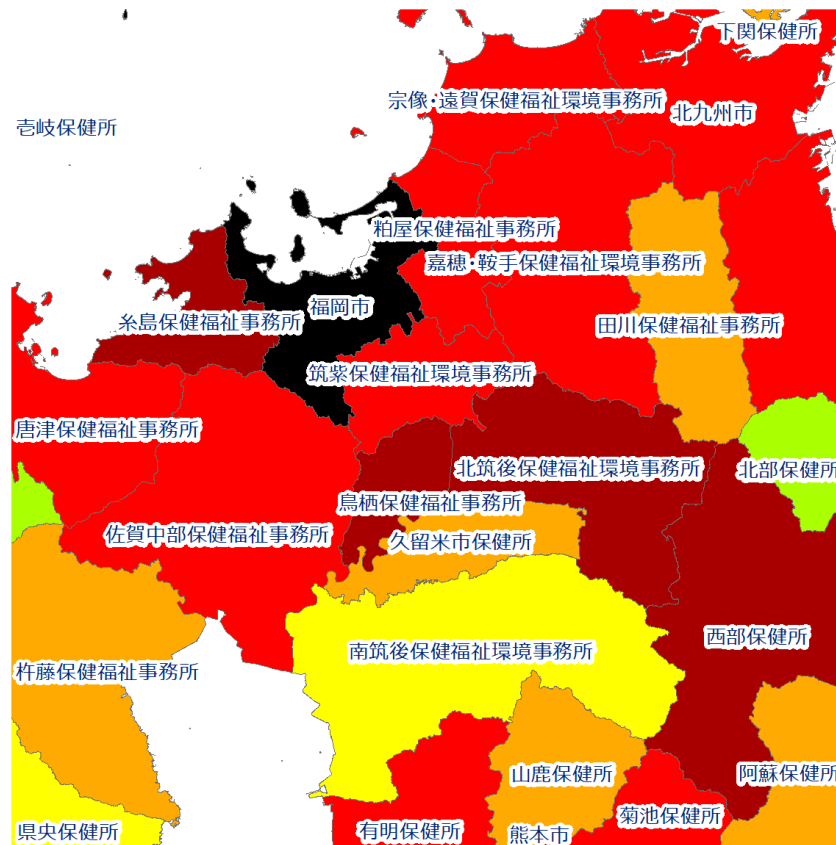 下関保健所
宗像・遠賀保健福祉環境事務所
北九州市
壱岐保健所
粕屋保健福祉事務所
嘉穂・鞍手保健福祉環境事務所
福岡市
糸島保健福祉事務所
田川保健福祉事務所
筑紫保健福祉環境事務所
唐津保健福祉事務所
北筑後保健福祉環境事務所
北部保健所
鳥栖保健福祉事務所
佐賀中部保健福祉事務所
久留米市保健所
西部保健所
南筑後保健福祉環境事務所
杵藤保健福祉事務所
山鹿保健所
阿蘇保健所
菊池保健所
県央保健所
有明保健所
熊本市